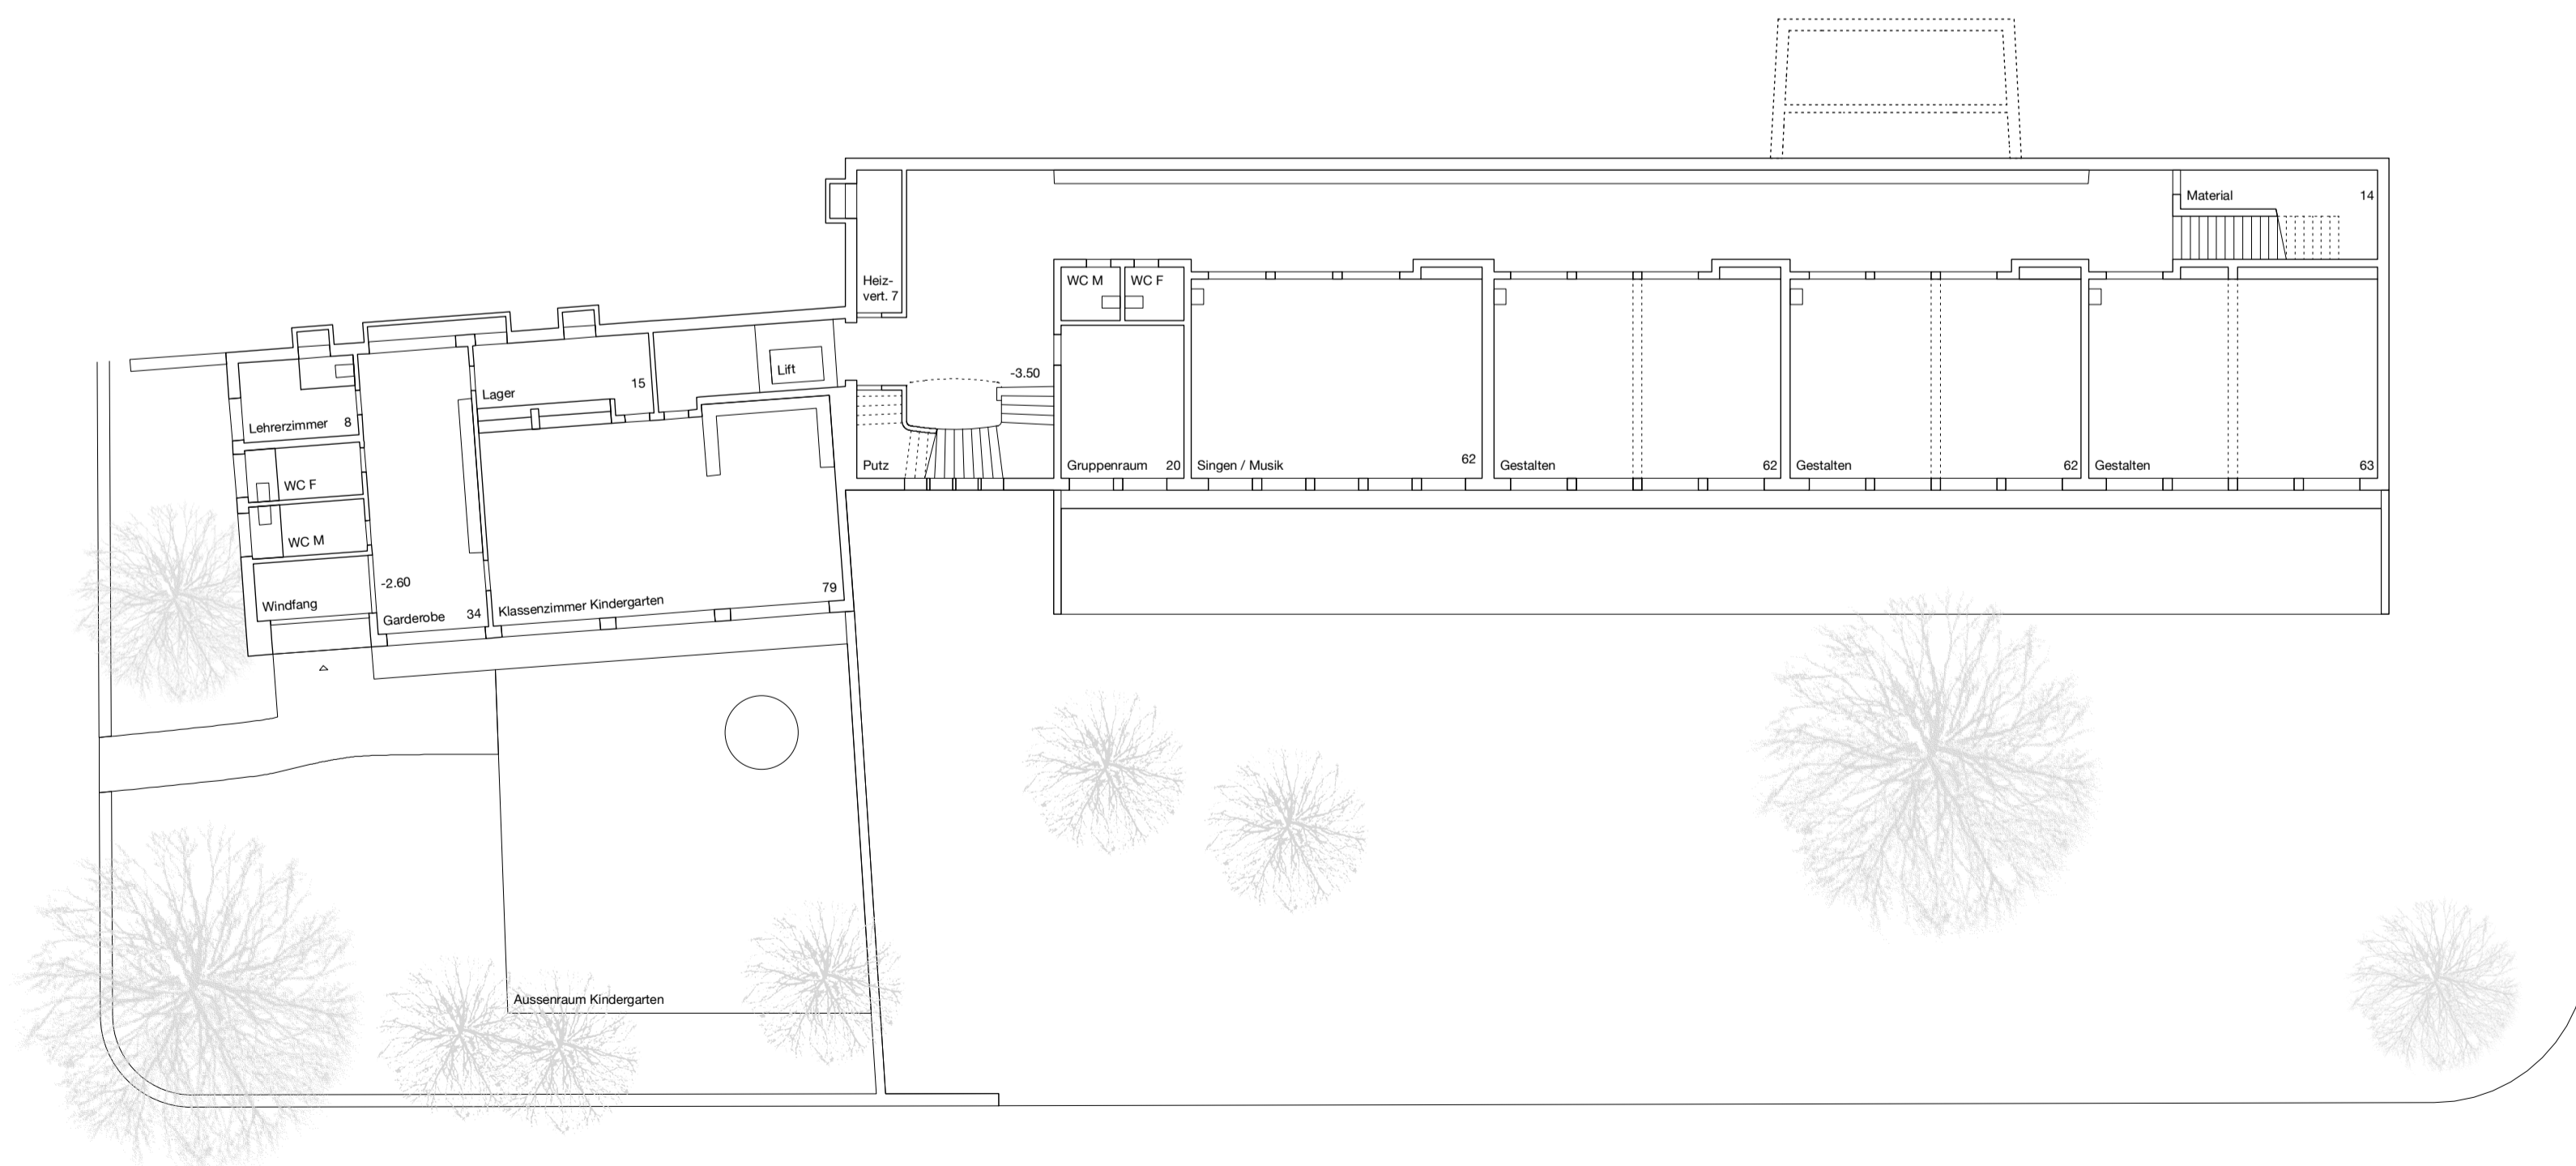 Material 14
Heiz-
vert. 7
WC M
WC F
Lift
-3.50
Lager 15
Lehrerzimmer 8
Putz
Gruppenraum 20
Singen / Musik 62
Gestalten 62
Gestalten 62
Gestalten 63
WC F
WC M
-2.60
Windfang
Garderobe 34
Klassenzimmer Kindergarten 79
Aussenraum Kindergarten